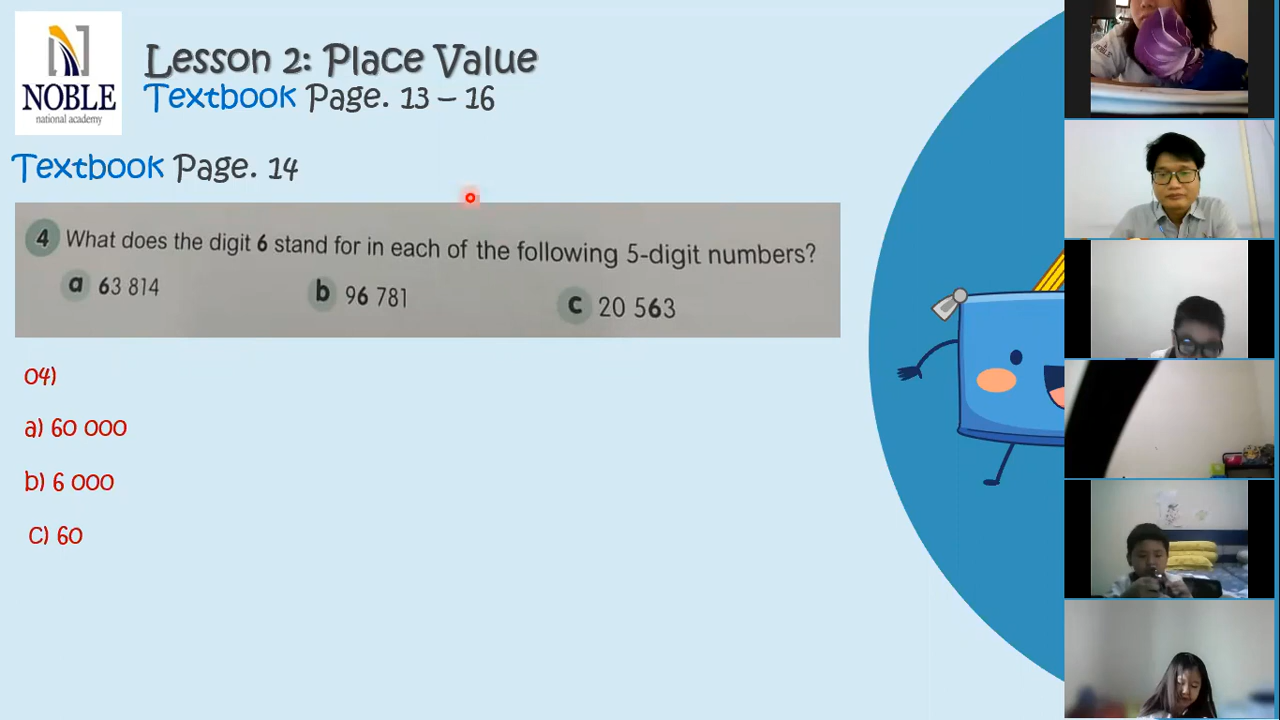 NOBLE
national academy
Lesson 2: Place Value
Textbook Page. 13 – 16
Textbook Page. 14
4 What does the digit 6 stand for in each of the following 5-digit numbers?
a 63 814 b 96 781 c 20 563
04)
a) 60 000
b) 6 000
C) 60